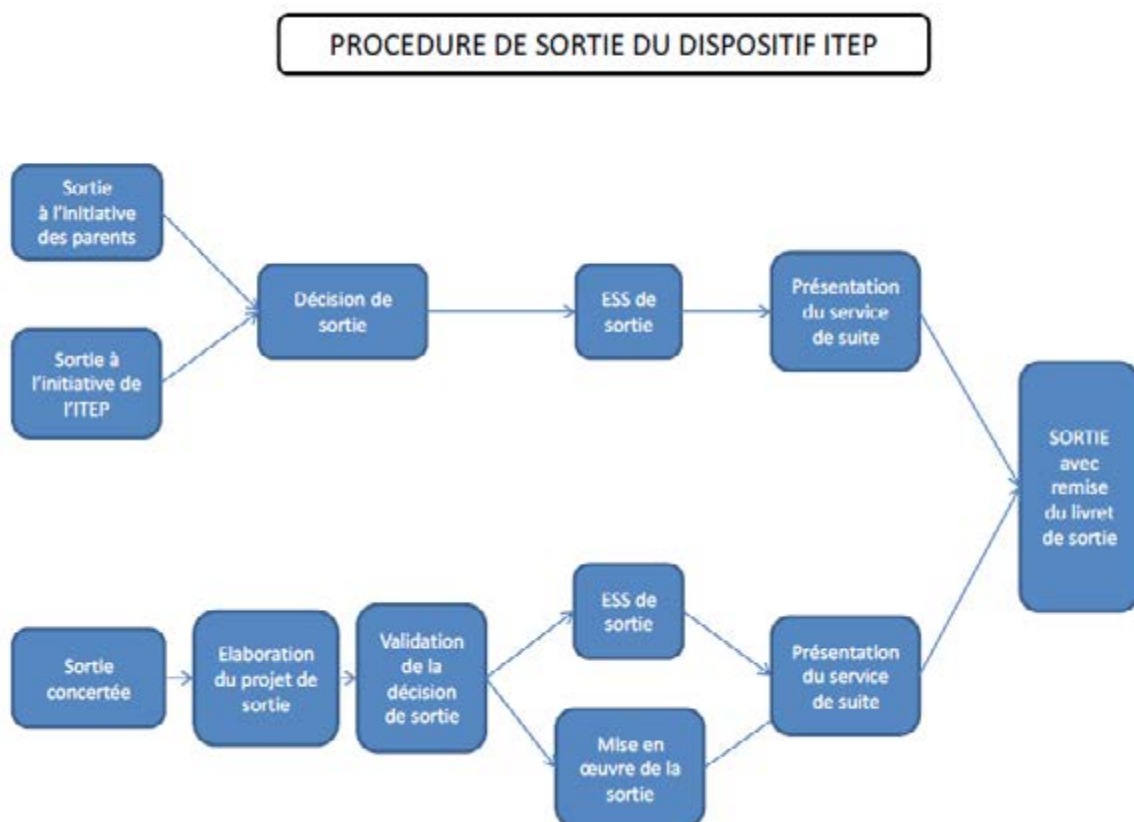 PROCEDURE DE SORTIE DU DISPOSITIF ITEP
Sortie
à l'initiative
des parents
Sortie à
l'initiative de
l'ITEP
Décision de
sortie
ESS de
sortie
Présentation
du service
de suite
SORTIE
avec
remise
du livret
de sortie
Sortie
concertée
Elaboration
du projet de
sortie
Validation
de la
décision
de sortie
ESS de
sortie
Mise en
œuvre de la
sortie
Présentation
du service
de suite